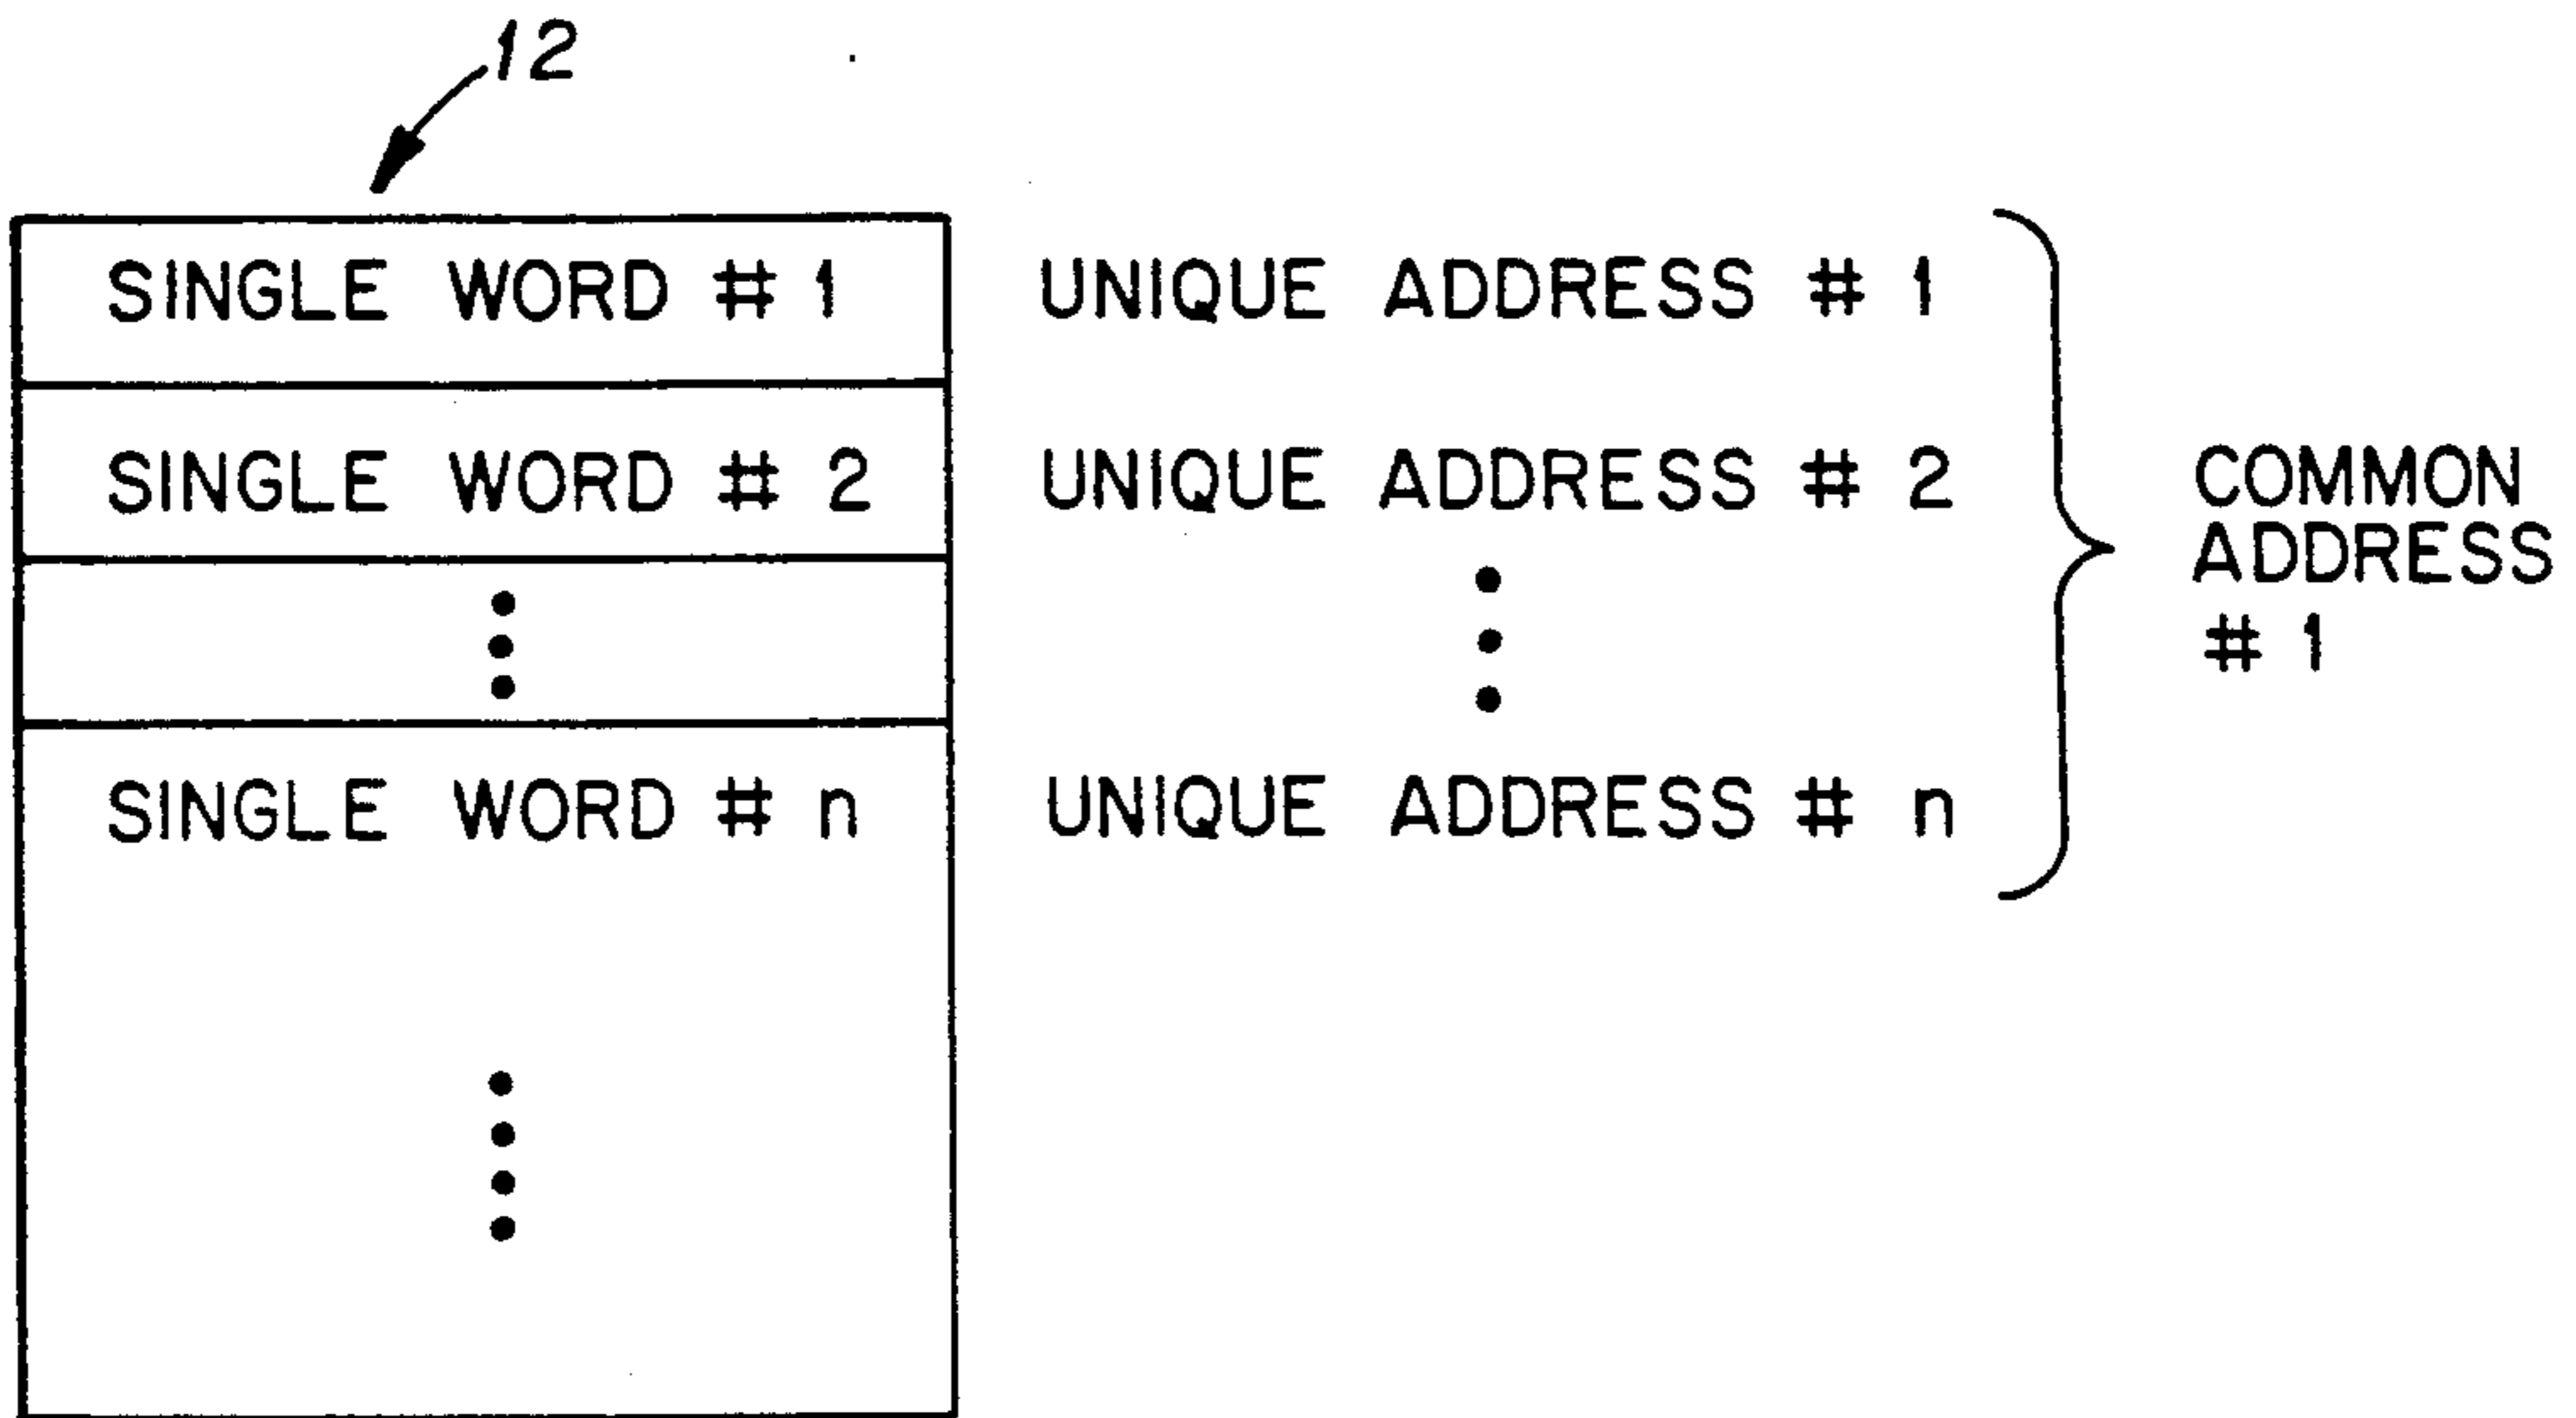 12
SINGLE WORD # 1 UNIQUE ADDRESS # 1
SINGLE WORD # 2 UNIQUE ADDRESS # 2
SINGLE WORD # n UNIQUE ADDRESS # n
COMMON
ADDRESS
# 1